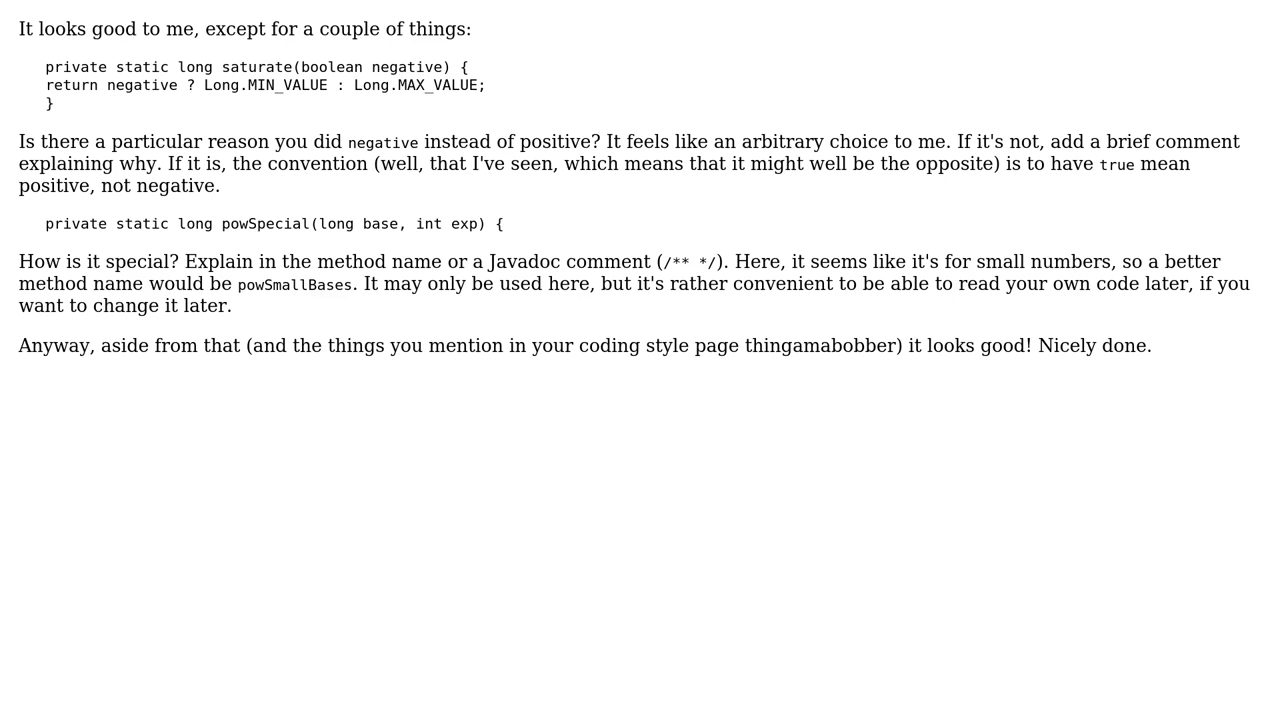 It looks good to me, except for a couple of things:
private static long saturate(boolean negative) {
return negative ? Long.MIN_VALUE : Long.MAX_VALUE;
}
Is there a particular reason you did negative instead of positive? It feels like an arbitrary choice to me. If it's not, add a brief comment
explaining why. If it is, the convention (well, that I've seen, which means that it might well be the opposite) is to have true mean
positive, not negative.
private static long powSpecial(long base, int exp) {
How is it special? Explain in the method name or a Javadoc comment (/** */). Here, it seems like it's for small numbers, so a better
method name would be powSmallBases. It may only be used here, but it's rather convenient to be able to read your own code later, if you
want to change it later.
Anyway, aside from that (and the things you mention in your coding style page thingamabobber) it looks good! Nicely done.